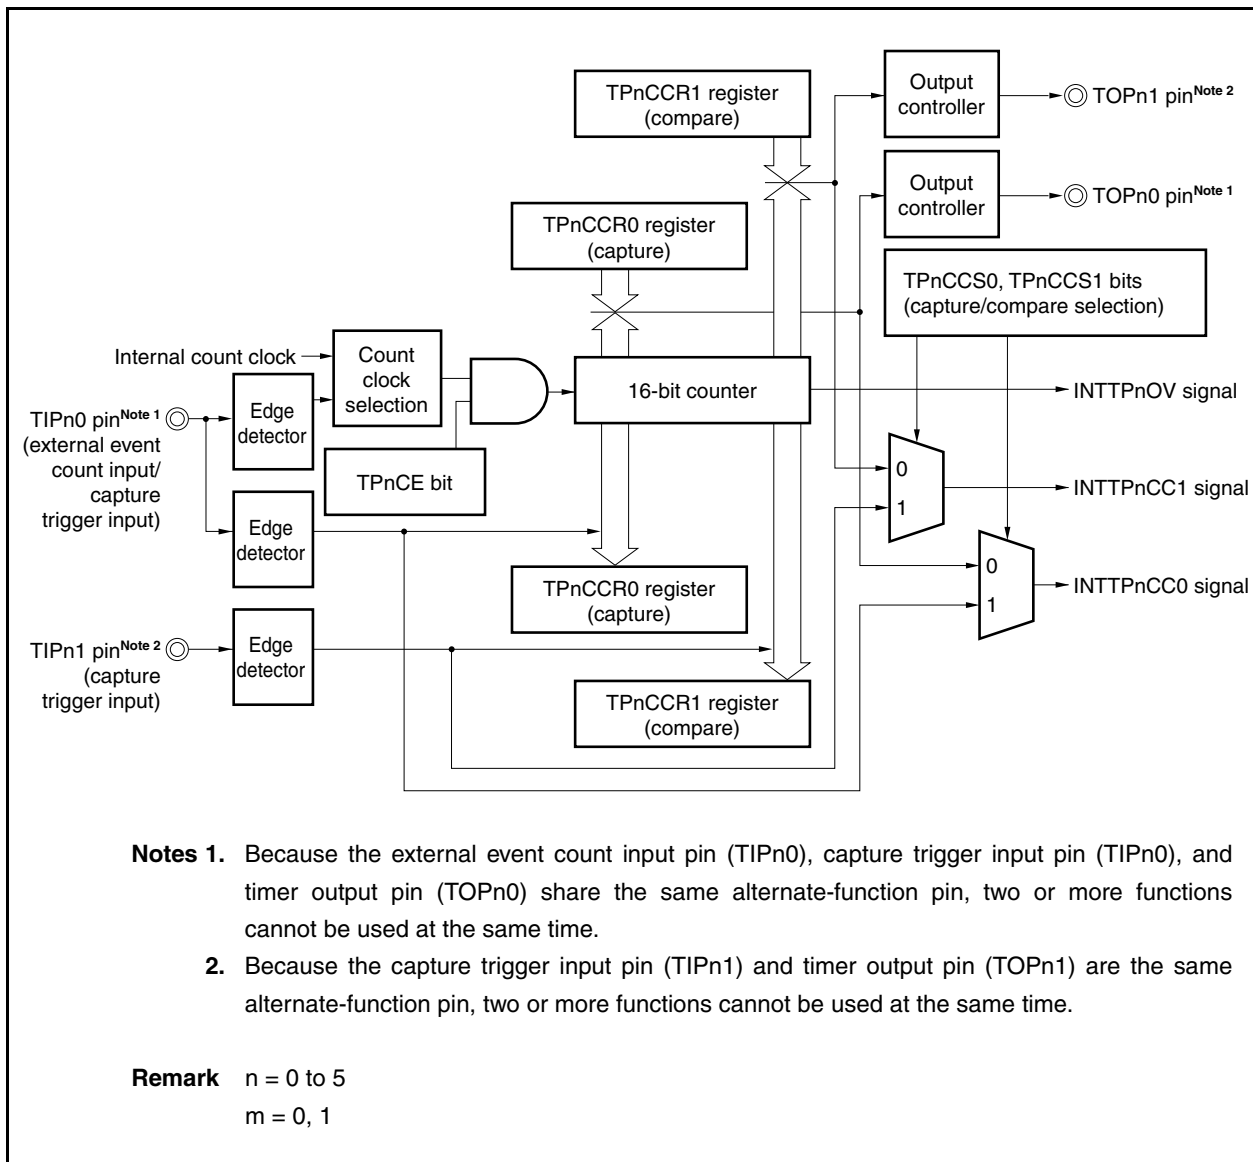 TPnCCR1 register
(compare)
Output
controller
TOPn1 pinNote 2
Output
controller
TOPn0 pinNote 1
TPnCCR0 register
(capture)
TPnCCS0, TPnCCS1 bits
(capture/compare selection)
Internal count clock
Count
clock
selection
16-bit counter
INTTPnOV signal
TIPn0 pinNote 1
(external event
count input/
capture
trigger input)
Edge
detector
TPnCE bit
0
1
INTTPnCC1 signal
Edge
detector
0
1
INTTPnCC0 signal
TPnCCR0 register
(capture)
TIPn1 pinNote 2
(capture
trigger input)
Edge
detector
TPnCCR1 register
(compare)
Notes 1. Because the external event count input pin (TIPn0), capture trigger input pin (TIPn0), and
timer output pin (TOPn0) share the same alternate-function pin, two or more functions
cannot be used at the same time.
2. Because the capture trigger input pin (TIPn1) and timer output pin (TOPn1) are the same
alternate-function pin, two or more functions cannot be used at the same time.
Remark n = 0 to 5
m = 0, 1